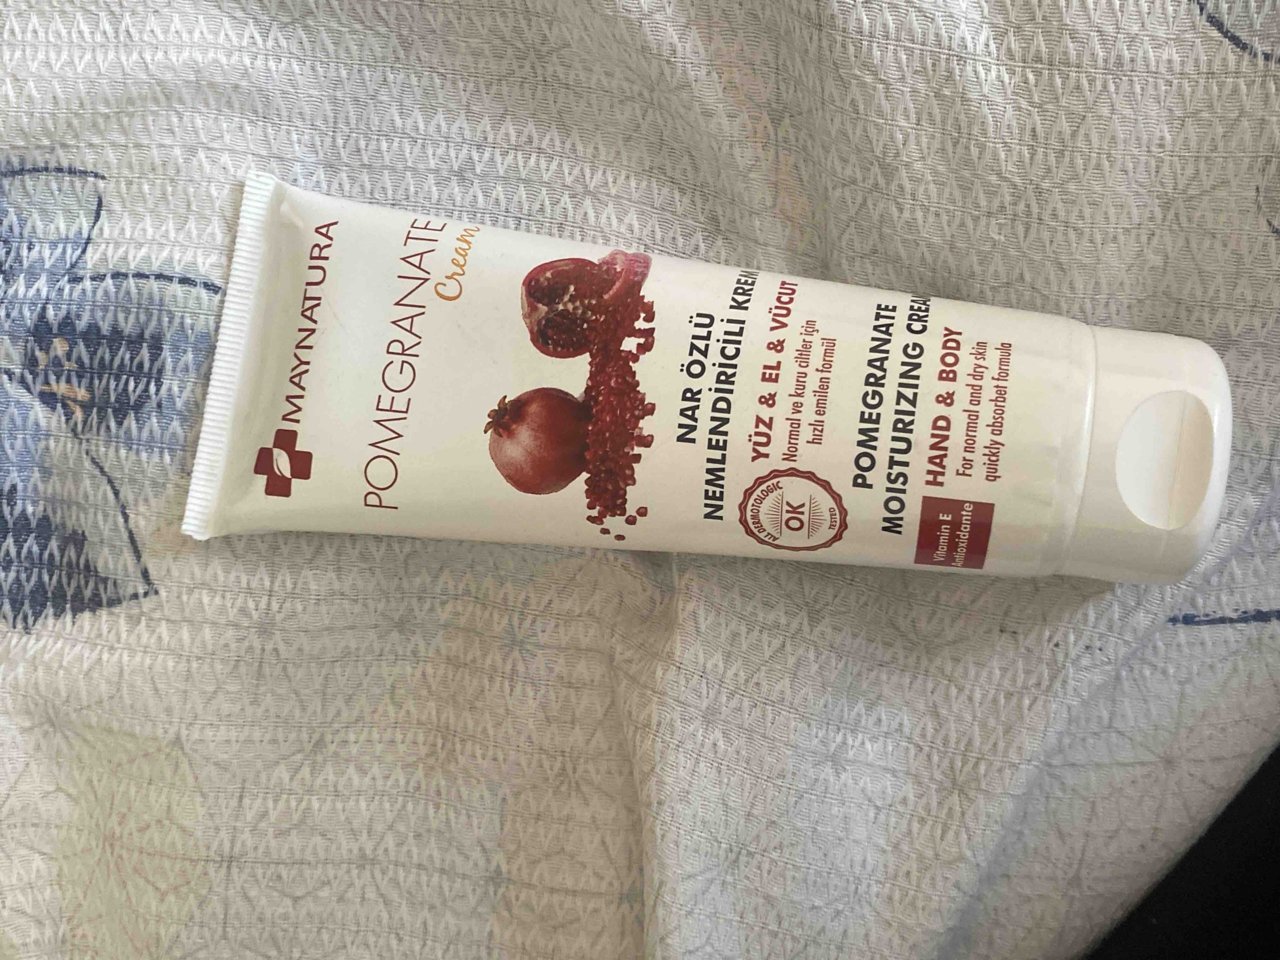 MAYNATURA
POMEGRANATE
Cream
NAR ÖZLÜ
NEMLENDİRİCİLİ KREM
YÜZ & EL & VÜCUT
Normal ve kuru ciltler için
hızlı emilen formül
ALL DERMOTOLOGIC
OK
TESTED
POMEGRANATE
MOISTURIZING CREA
HAND & BODY
For normal and dry skin
quickly absorbet formula
Vitamin E
Antioxidante